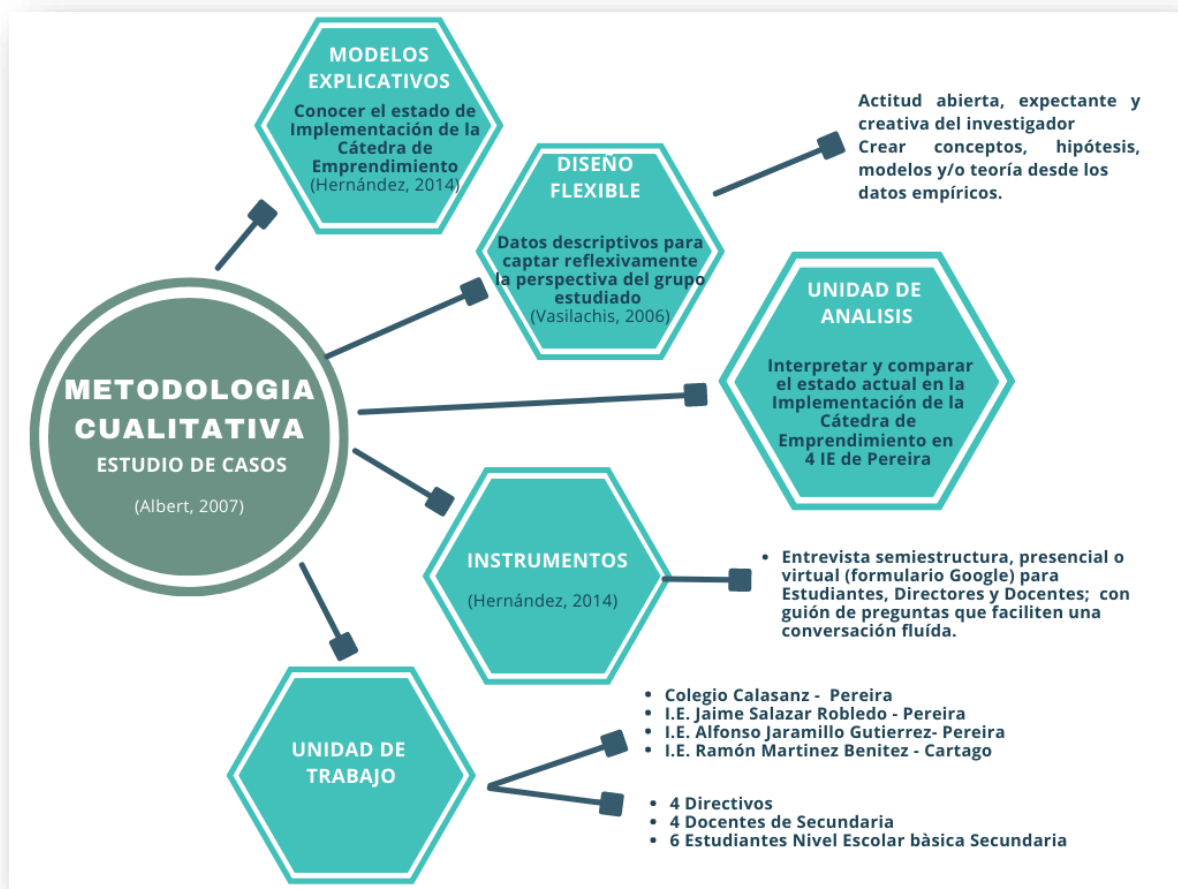 MODELOS
EXPLICATIVOS
Conocer el estado de
Implementación de la
Cátedra de
Emprendimiento
(Hernández, 2014)
DISEÑO
FLEXIBLE
Datos descriptivos para
captar reflexivamente
la perspectiva del grupo
estudiado
(Vasilachis, 2006)
Actitud abierta, expectante y
creativa del investigador
Crear conceptos, hipótesis,
modelos y/o teoría desde los
datos empíricos.
UNIDAD DE
ANALISIS
Interpretar y comparar
el estado actual en la
Implementación de la
Cátedra de
Emprendimiento en
4 IE de Pereira
METODOLOGIA
CUALITATIVA
ESTUDIO DE CASOS
(Albert, 2007)
INSTRUMENTOS
(Hernández, 2014)
• Entrevista semiestructura, presencial o
virtual (formulario Google) para
Estudiantes, Directores y Docentes; con
guión de preguntas que faciliten una
conversación fluída.
UNIDAD DE
TRABAJO
• Colegio Calasanz - Pereira
• I.E. Jaime Salazar Robledo - Pereira
• I.E. Alfonso Jaramillo Gutierrez- Pereira
• I.E. Ramón Martinez Benitez - Cartago
• 4 Directivos
• 4 Docentes de Secundaria
• 6 Estudiantes Nivel Escolar bàsica Secundaria